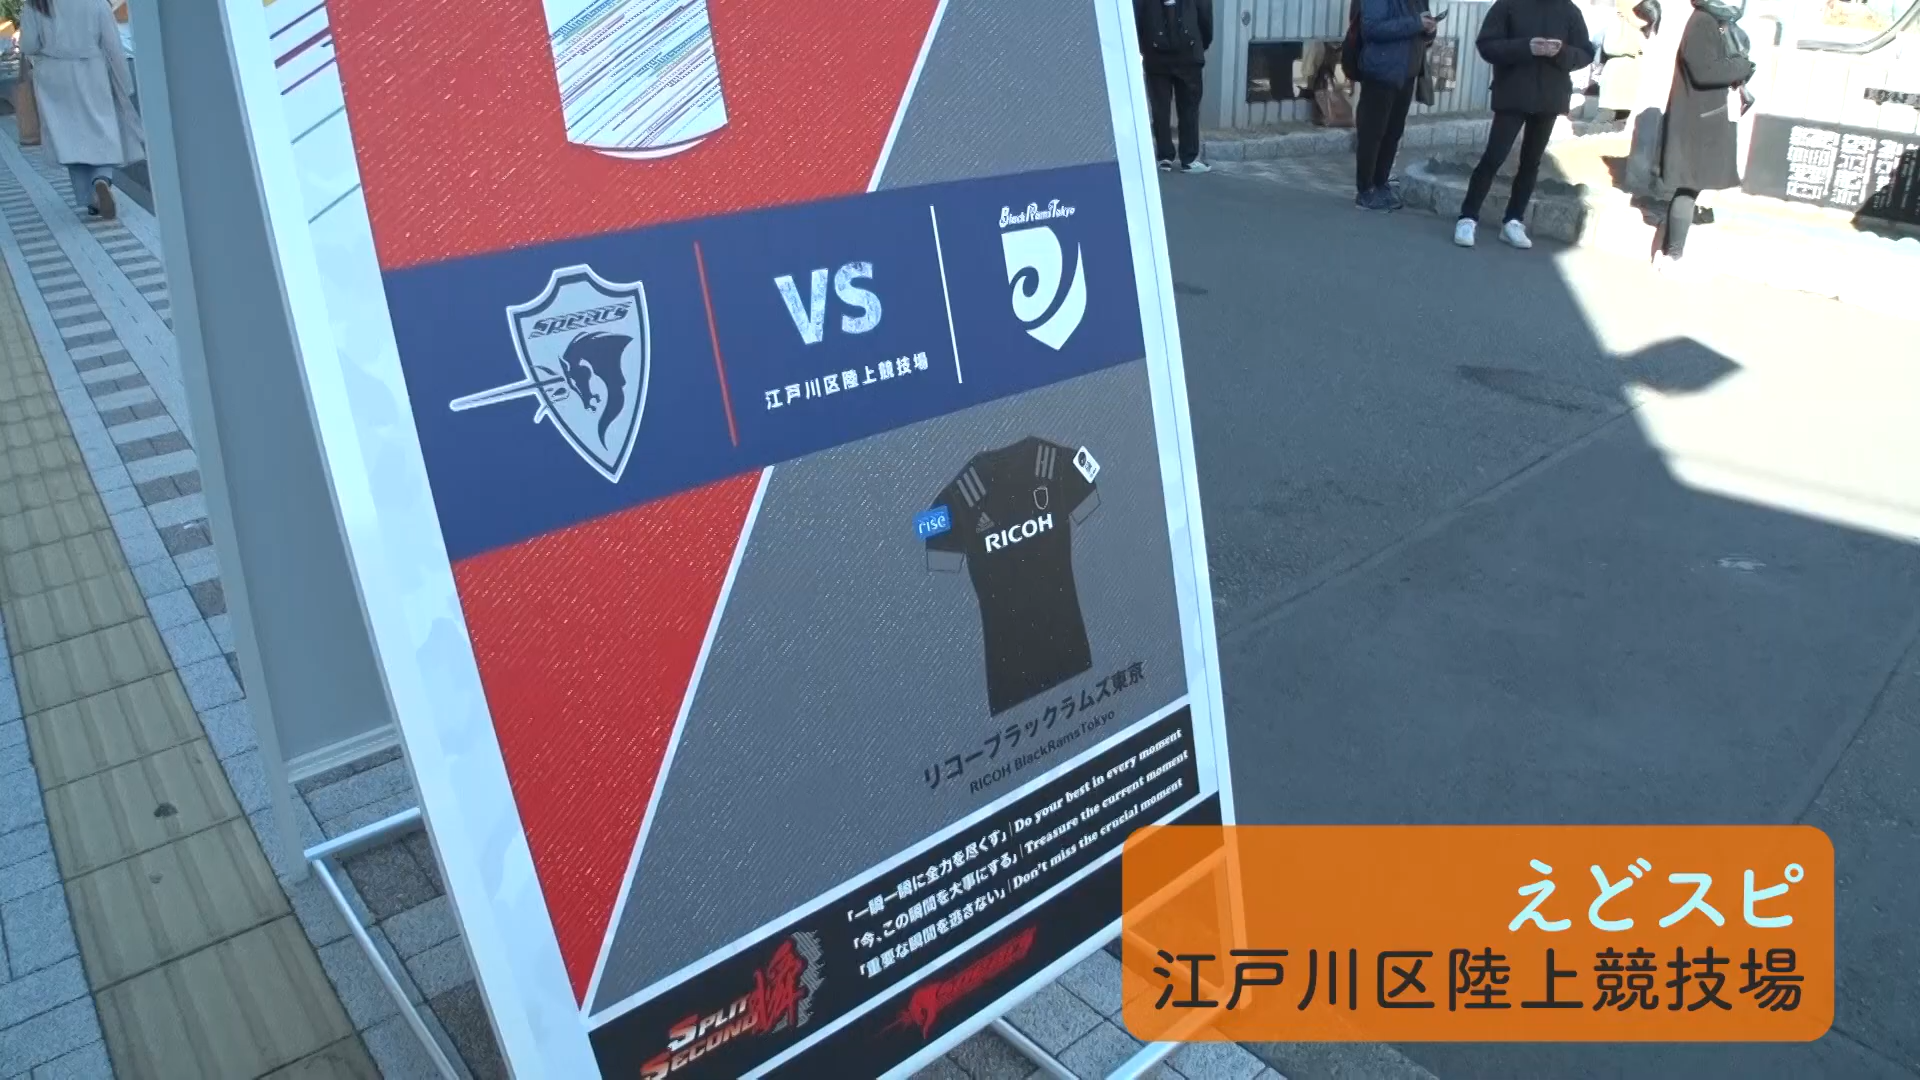 Spears
VS
江戸川区陸上競技場
BlackRamsTokyo
rise
RICOH
リコーブラックラムズ東京
RICOH BlackRamsTokyo
「一瞬一瞬に全力を尽くす」|Do your best in every moment
「今、この瞬間を大事にする」|Treasure the current moment
「重要な瞬間を逃さない」|Don't miss the crucial moment
SPLIT
SECOND
瞬
SPEARS
えどスピ
江戸川区陸上競技場